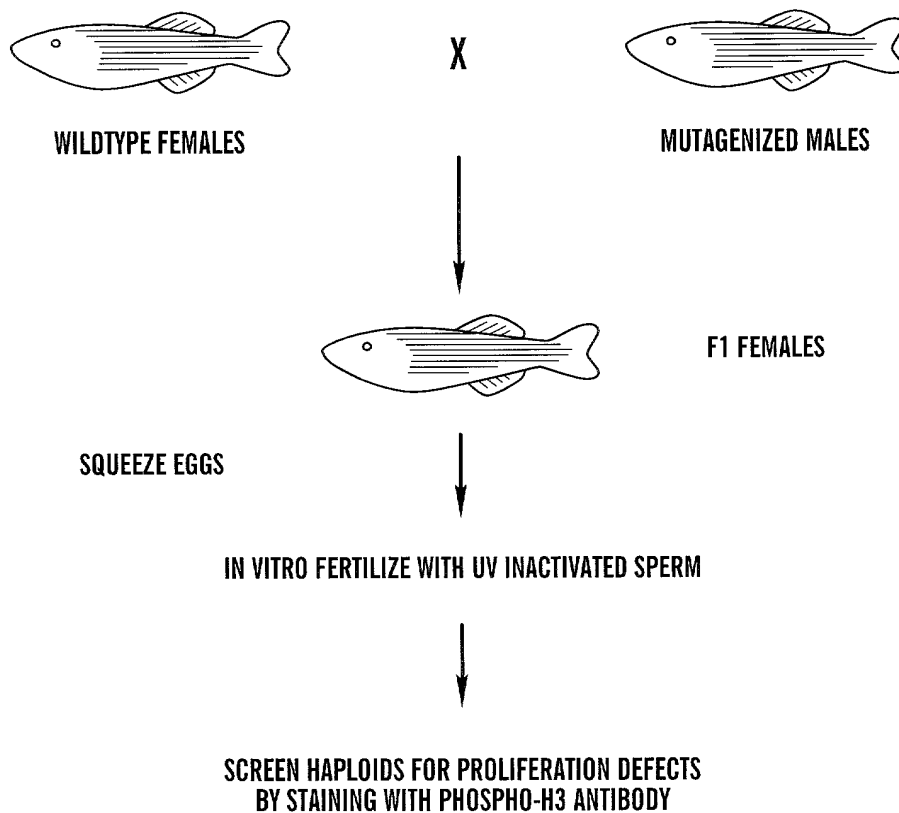 X
WILDTYPE FEMALES
MUTAGENIZED MALES
F1 FEMALES
SQUEEZE EGGS
IN VITRO FERTILIZE WITH UV INACTIVATED SPERM
SCREEN HAPLOIDS FOR PROLIFERATION DEFECTS
BY STAINING WITH PHOSPHO-H3 ANTIBODY